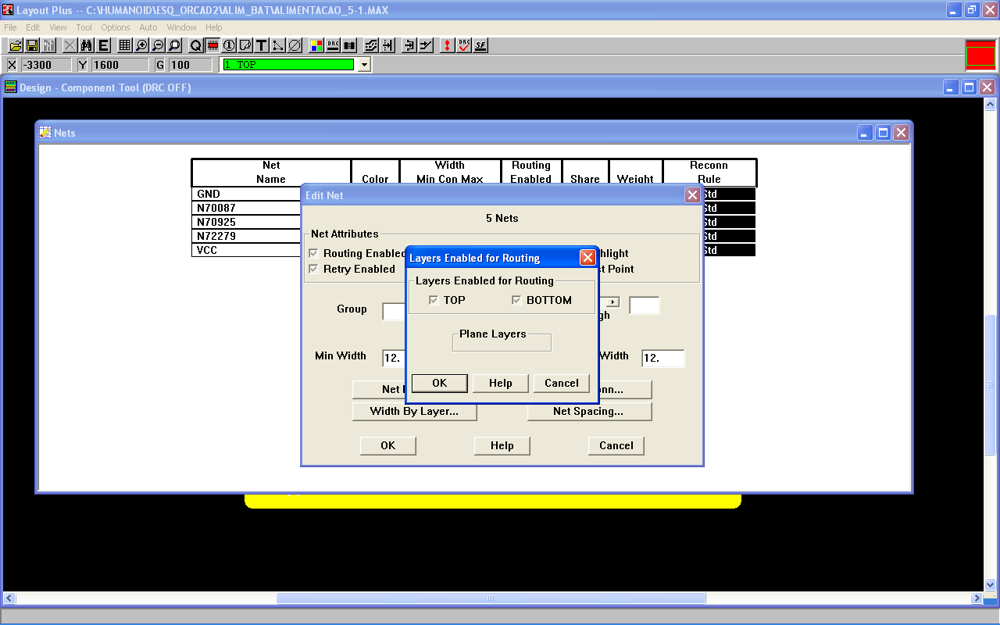 Layout Plus -- C:\HUMANOID\ESQ_ORCAD2\ALIM_BAT\ALIMENTACAO_5-1.MAX
File Edit View Tool Options Auto Window Help
X -3300 Y 1600 G 100 1 TOP
Design - Component Tool (DRC OFF)
Nets
Net Name Color Width Min Con Max Routing Enabled Share Weight Reconn Rule
GND Std
N70087 Std
N70925 Std
N72279 Std
VCC Std
Edit Net
5 Nets
Net Attributes
Routing Enabled hlight
Retry Enabled st Point
Group gh
Min Width 12. Width 12.
Net nn...
Width By Layer... Net Spacing...
OK Help Cancel
Layers Enabled for Routing
Layers Enabled for Routing
TOP BOTTOM
Plane Layers
OK Help Cancel